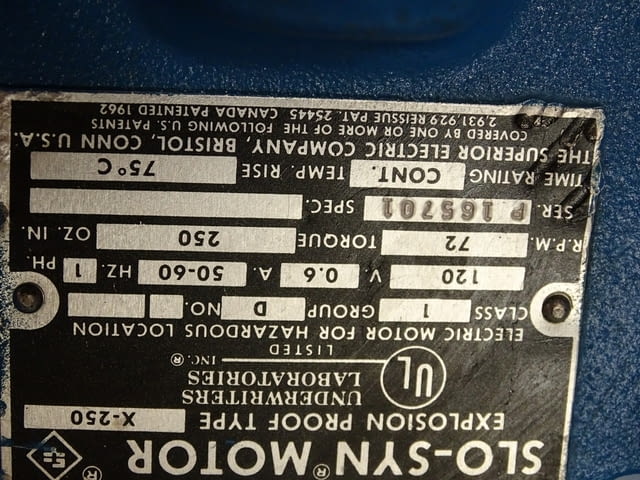 SLO-SYN® MOTOR ®
EXPLOSION PROOF TYPE X-250
UL UNDERWRITERS
LABORATORIES
INC.®
LISTED
ELECTRIC MOTOR FOR HAZARDOUS LOCATION
CLASS 1 GROUP D NO.
120 V. 0.6 A. 50-60 HZ. 1 PH.
R.P.M. 72 TORQUE 250 OZ. IN.
SER. P 165701 SPEC.
TIME RATING CONT. TEMP. RISE 75°C
THE SUPERIOR ELECTRIC COMPANY, BRISTOL, CONN U.S.A.
COVERED BY ONE OR MORE OF THE FOLLOWING U.S. PATENTS
2,931,929 REISSUE PAT. 25445 CANADA PATENTED 1962